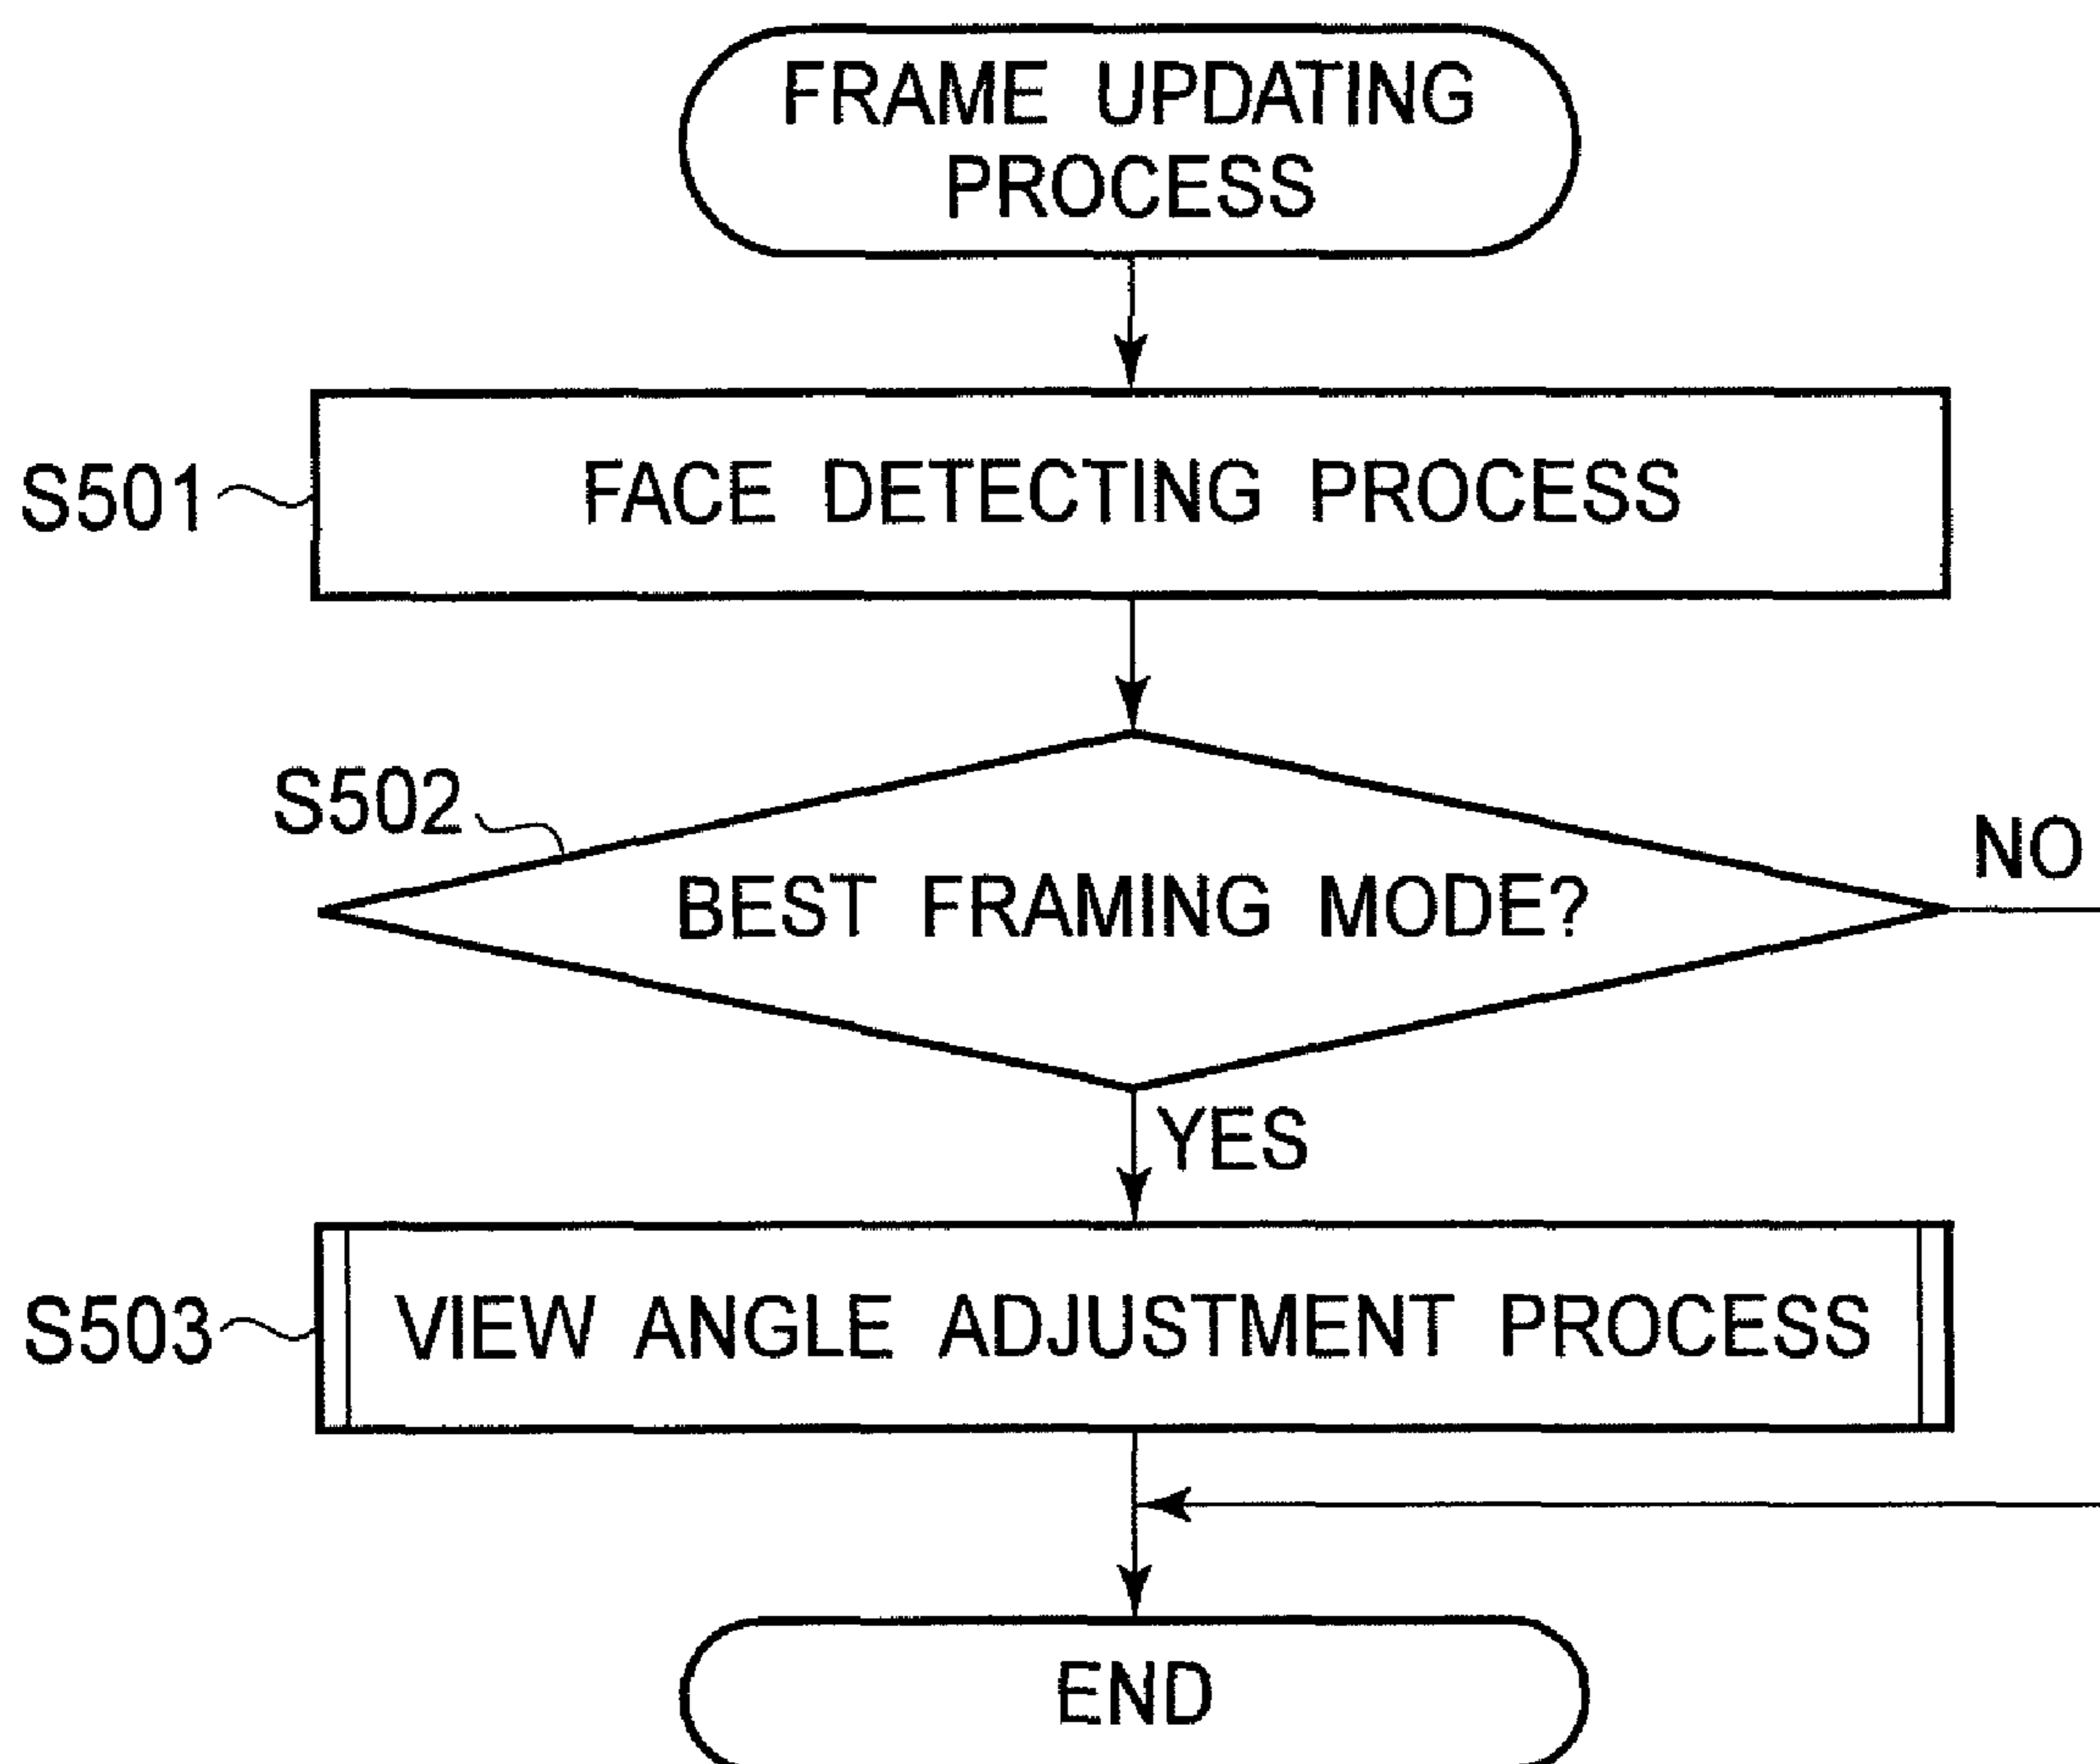 FRAME UPDATING
PROCESS
S501
FACE DETECTING PROCESS
S502
BEST FRAMING MODE?
NO
YES
S503
VIEW ANGLE ADJUSTMENT PROCESS
END